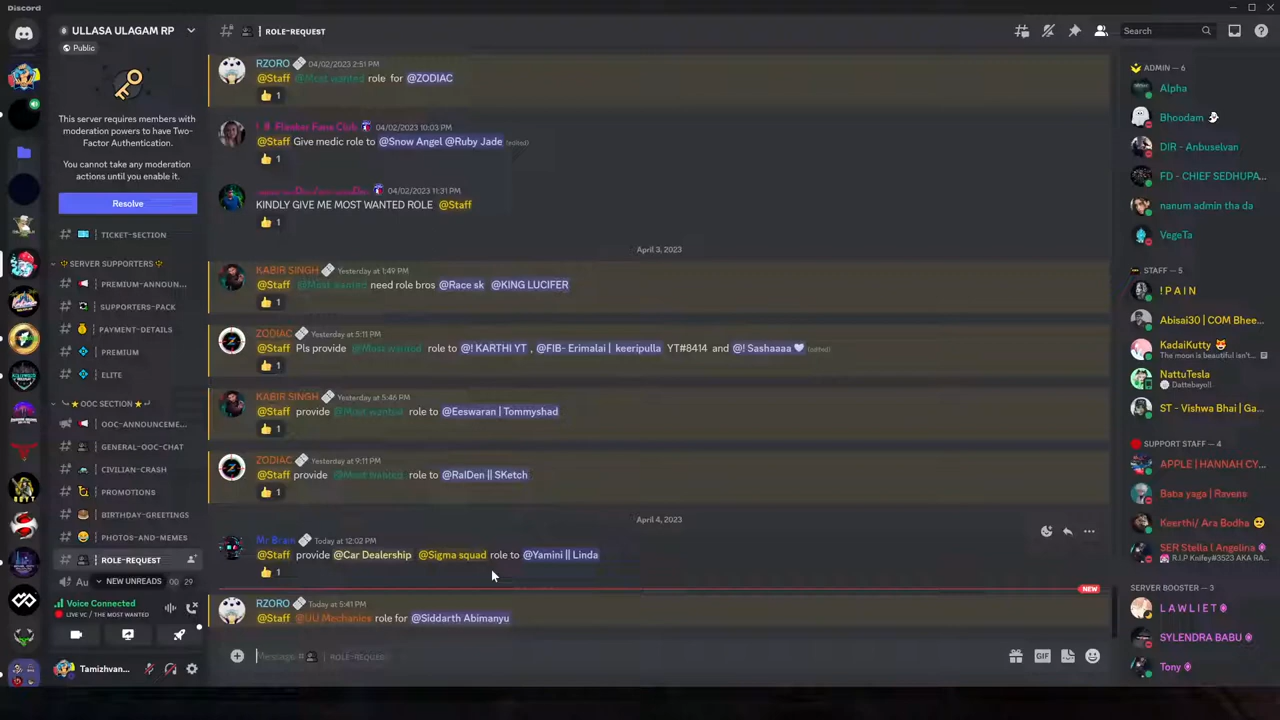 Discord
ULLASA ULAGAM RP
Public
This server requires members
with moderation powers to have Two-
Factor Authentication.
You cannot take any moderation
actions until you enable it.
Resolve
TICKET-SECTION
SERVER SUPPORTERS
PREMIUM-ANNOUN...
SUPPORTERS-PACK
PAYMENT-DETAILS
PREMIUM
ELITE
OOC SECTION
OOC-ANNOUNCEME...
GENERAL-OOC-CHAT
CIVILIAN-CRASH
PROMOTIONS
BIRTHDAY-GREETINGS
PHOTOS-AND-MEMES
ROLE-REQUEST
Au NEW UNREADS 00 29
Voice Connected
LIVE VC / THE MOST WANTED
Tamizhvan...
ROLE-REQUEST
Search
RZORO 04/02/2023 2:51 PM
@Staff @Most wanted role for @ZODIAC
1
Fans Club 04/02/2023 10:03 PM
@Staff Give medic role to @Snow Angel @Ruby Jade (edited)
1
04/02/2023 11:31 PM
KINDLY GIVE ME MOST WANTED ROLE @Staff
1
April 3, 2023
KABIR SINGH Yesterday at 1:49 PM
@Staff @Most wanted need role bros @Race sk @KING LUCIFER
1
ZODIAC Yesterday at 5:11 PM
@Staff Pls provide @Most wanted role to @! KARTHI YT , @FIB- Erimalai | keeripulla YT#8414 and @! Sashaaaa (edited)
1
KABIR SINGH Yesterday at 5:46 PM
@Staff provide @Most wanted role to @Eeswaran | Tommyshad
1
ZODIAC Yesterday at 9:11 PM
@Staff provide @Most wanted role to @RaIDen || SKetch
1
April 4, 2023
Mr Brain Today at 12:02 PM
@Staff provide @Car Dealership @Sigma squad role to @Yamini || Linda
1
NEW
RZORO Today at 5:41 PM
@Staff @UU Mechanics role for @Siddarth Abimanyu
Message # | ROLE-REQUEST
GIF
ADMIN — 6
Alpha
Bhoodam
DIR - Anbuselvan
FD - CHIEF SEDHUPA...
nanum admin tha da
VegeTa
STAFF — 5
! P A I N
Abisai30 | COM Bhee...
KadaiKutty
The moon is beautiful isn't...
NattuTesla
Dattebayo!!
ST - Vishwa Bhai | Ga...
SUPPORT STAFF — 4
APPLE | HANNAH CY...
Baba yaga | Ravens
Keerthi/ Ara Bodha
SER Stella ( Angelina
R.I.P Knifey#3523 AKA RA...
SERVER BOOSTER — 3
L A W L I E T
SYLENDRA BABU
Tony